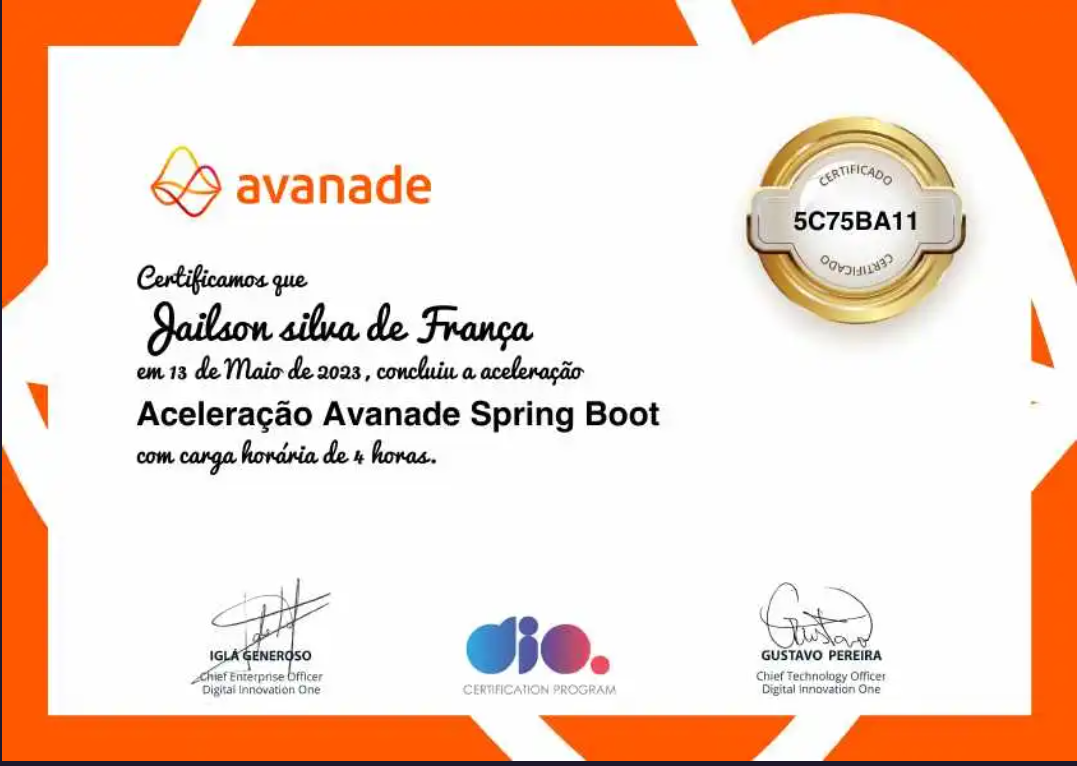 avanade
CERTIFICADO
5C75BA11
CERTIFICADO
Certificamos que
Jailson silva de França
em 13 de Maio de 2023, concluiu a aceleração
Aceleração Avanade Spring Boot
com carga horária de 4 horas.
IGLÁ GENEROSO
Chief Enterprise Officer
Digital Innovation One
dio.
CERTIFICATION PROGRAM
Gustavo
GUSTAVO PEREIRA
Chief Technology Officer
Digital Innovation One